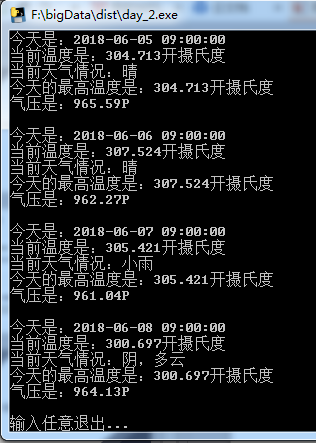 F:\bigData\dist\day_2.exe
今天是：2018-06-05 09:00:00
当前温度是：304.713开摄氏度
当前天气情况：晴
今天的最高温度是：304.713开摄氏度
气压是：965.59P
今天是：2018-06-06 09:00:00
当前温度是：307.524开摄氏度
当前天气情况：晴
今天的最高温度是：307.524开摄氏度
气压是：962.27P
今天是：2018-06-07 09:00:00
当前温度是：305.421开摄氏度
当前天气情况：小雨
今天的最高温度是：305.421开摄氏度
气压是：961.04P
今天是：2018-06-08 09:00:00
当前温度是：300.697开摄氏度
当前天气情况：阴，多云
今天的最高温度是：300.697开摄氏度
气压是：964.13P
输入任意退出...